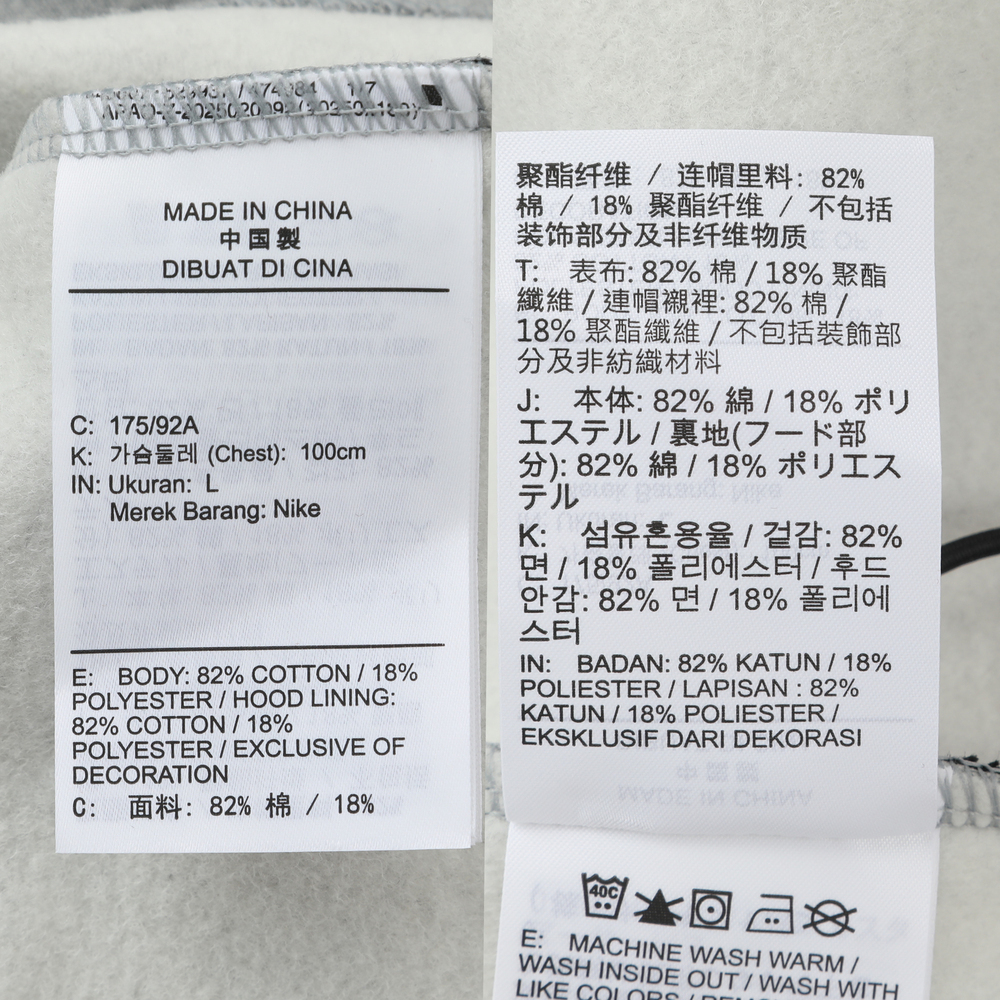 MADE IN CHINA
中国製
DIBUAT DI CINA
C: 175/92A
K: 가슴둘레 (Chest): 100cm
IN: Ukuran: L
Merek Barang: Nike
E: BODY: 82% COTTON / 18%
POLYESTER / HOOD LINING:
82% COTTON / 18%
POLYESTER / EXCLUSIVE OF
DECORATION
C: 面料: 82% 棉 / 18%
聚酯纤维 / 连帽里料: 82%
棉 / 18% 聚酯纤维 / 不包括
装饰部分及非纤维物质
T: 表布: 82% 棉 / 18% 聚酯
纖維 / 連帽襯裡: 82% 棉 /
18% 聚酯纖維 / 不包括裝飾部
分及非紡織材料
J: 本体: 82% 綿 / 18% ポリ
エステル / 裏地(フード部
分): 82% 綿 / 18% ポリエス
テル
K: 섬유혼용율 / 겉감: 82%
면 / 18% 폴리에스터 / 후드
안감: 82% 면 / 18% 폴리에
스터
IN: BADAN: 82% KATUN / 18%
POLIESTER / LAPISAN : 82%
KATUN / 18% POLIESTER /
EKSKLUSIF DARI DEKORASI
40C
E: MACHINE WASH WARM /
WASH INSIDE OUT / WASH WITH
LIKE COLORS /